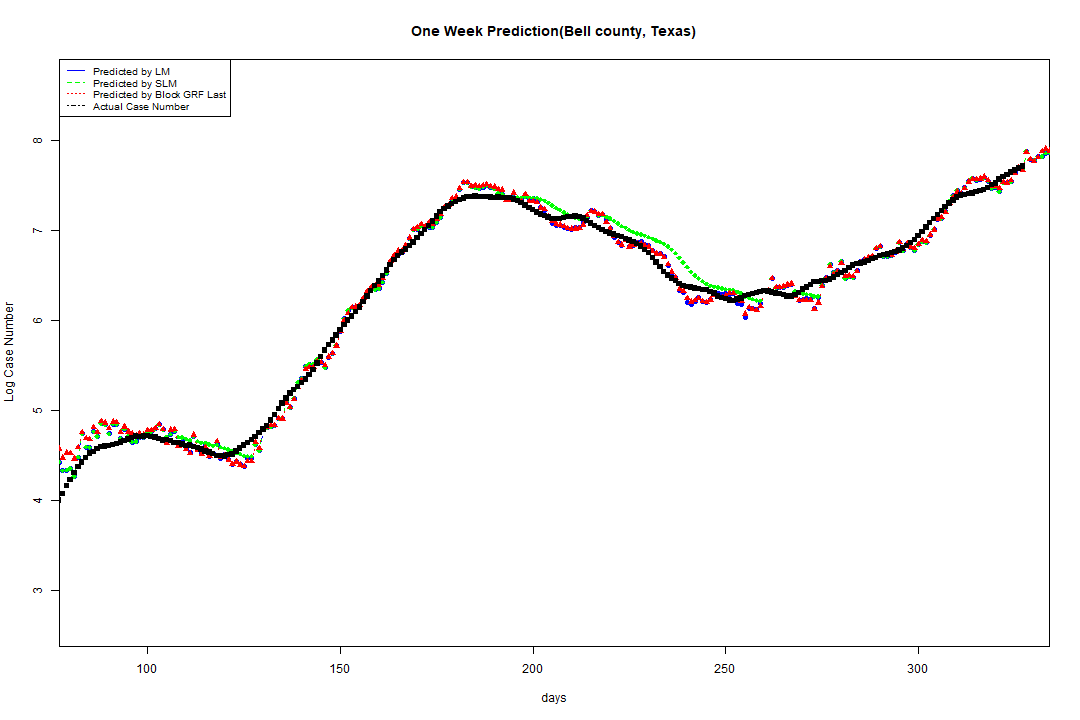 One Week Prediction(Bell county, Texas)
Predicted by LM
Predicted by SLM
Predicted by Block GRF Last
Actual Case Number
8
7
6
5
4
3
Log Case Number
100 150 200 250 300
days